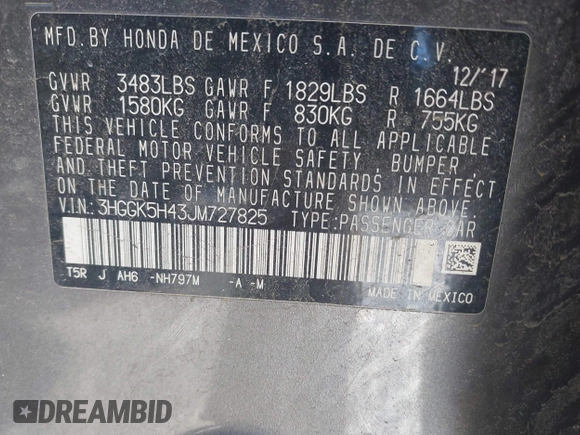 MFD. BY HONDA DE MEXICO S.A. DE C.V.
12/'17
GVWR 3483LBS GAWR F 1829LBS R 1664LBS
GVWR 1580KG GAWR F 830KG R 755KG
THIS VEHICLE CONFORMS TO ALL APPLICABLE
FEDERAL MOTOR VEHICLE SAFETY, BUMPER,
AND THEFT PREVENTION STANDARDS IN EFFECT
ON THE DATE OF MANUFACTURE SHOWN ABOVE.
V.I.N.: 3HGGK5H43JM727825 TYPE:PASSENGER CAR
T5R J AH6 -NH797M -A -M
MADE IN MEXICO
DREAMBID